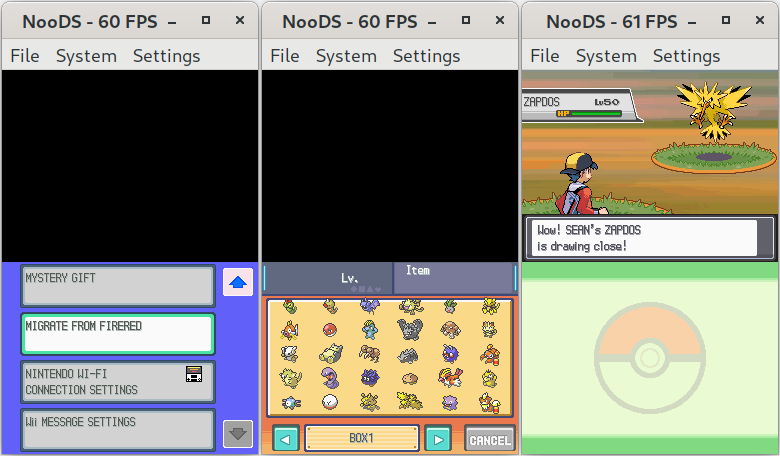 NooDS - 60 FPS
File System Settings
MYSTERY GIFT
MIGRATE FROM FIRERED
NINTENDO WI-FI
CONNECTION SETTINGS
Wii MESSAGE SETTINGS
NooDS - 60 FPS
File System Settings
Lv.
Item
BOX1
CANCEL
NooDS - 61 FPS
File System Settings
ZAPDOS Lv50
HP
Wow! SEAN's ZAPDOS
is drawing close!